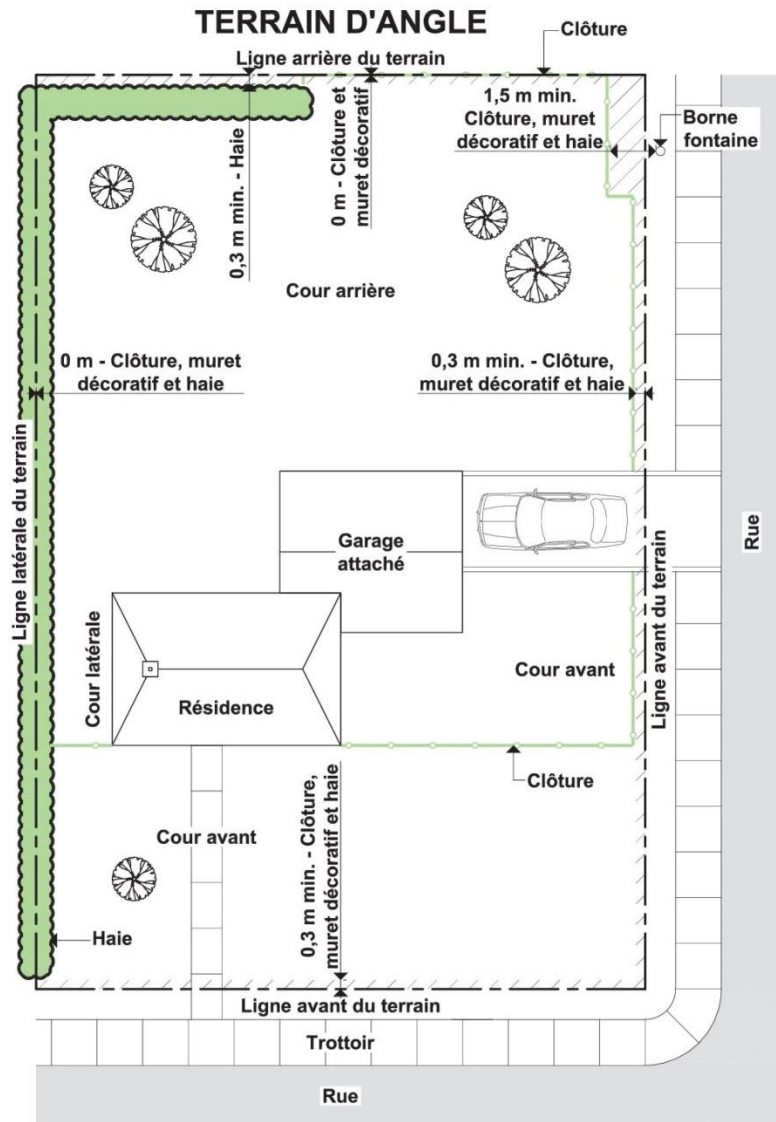 TERRAIN D'ANGLE
Ligne arrière du terrain
Clôture
0,3 m min. - Haie
0 m - Clôture et
muret décoratif
1,5 m min.
Clôture, muret
décoratif et haie
Borne
fontaine
Cour arrière
0 m - Clôture, muret
décoratif et haie
0,3 m min. - Clôture,
muret décoratif et haie
Ligne latérale du terrain
Garage
attaché
Rue
Ligne avant du terrain
Cour latérale
Résidence
Cour avant
Clôture
Cour avant
0,3 m min. - Clôture,
muret décoratif et haie
Haie
Ligne avant du terrain
Trottoir
Rue